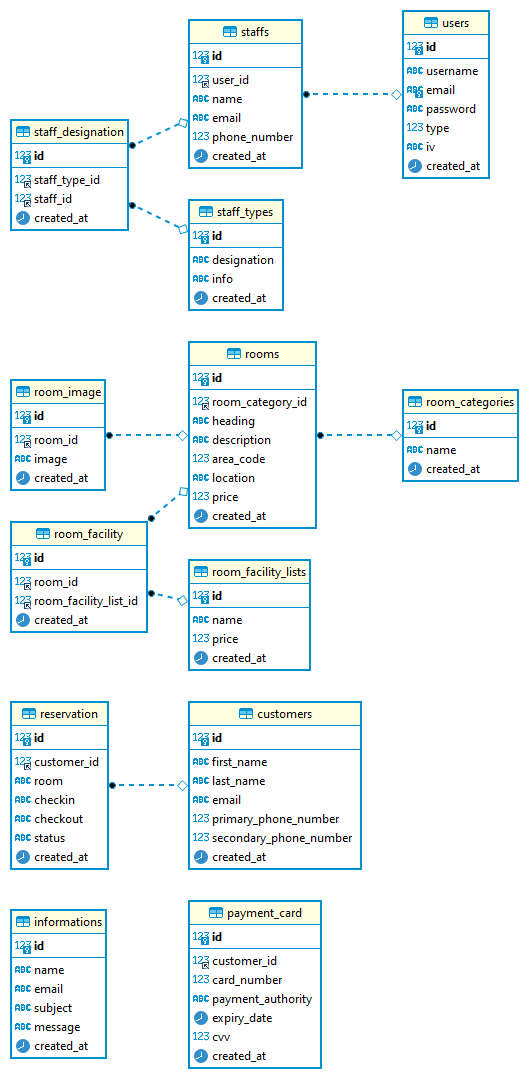 staffs
123 id
123 user_id
ABC name
ABC email
123 phone_number
created_at
users
123 id
ABC username
ABC email
ABC password
123 type
ABC iv
created_at
staff_designation
123 id
123 staff_type_id
123 staff_id
created_at
staff_types
123 id
ABC designation
ABC info
created_at
rooms
123 id
123 room_category_id
ABC heading
ABC description
123 area_code
ABC location
123 price
created_at
room_image
123 id
123 room_id
ABC image
created_at
room_categories
123 id
ABC name
created_at
room_facility
123 id
123 room_id
123 room_facility_list_id
created_at
room_facility_lists
123 id
ABC name
123 price
created_at
reservation
123 id
123 customer_id
ABC room
ABC checkin
ABC checkout
ABC status
created_at
customers
123 id
ABC first_name
ABC last_name
ABC email
123 primary_phone_number
123 secondary_phone_number
created_at
informations
123 id
ABC name
ABC email
ABC subject
ABC message
created_at
payment_card
123 id
123 customer_id
123 card_number
ABC payment_authority
expiry_date
123 cvv
created_at